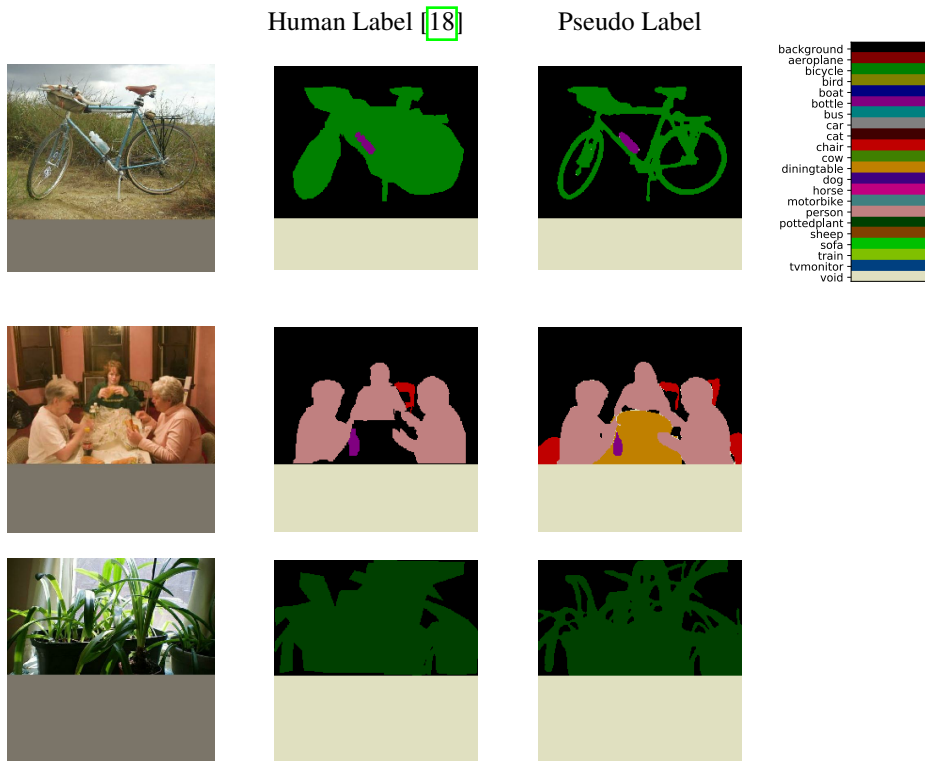 Human Label [18]
Pseudo Label
background
aeroplane
bicycle
bird
boat
bottle
bus
car
cat
chair
cow
diningtable
dog
horse
motorbike
person
pottedplant
sheep
sofa
train
tvmonitor
void